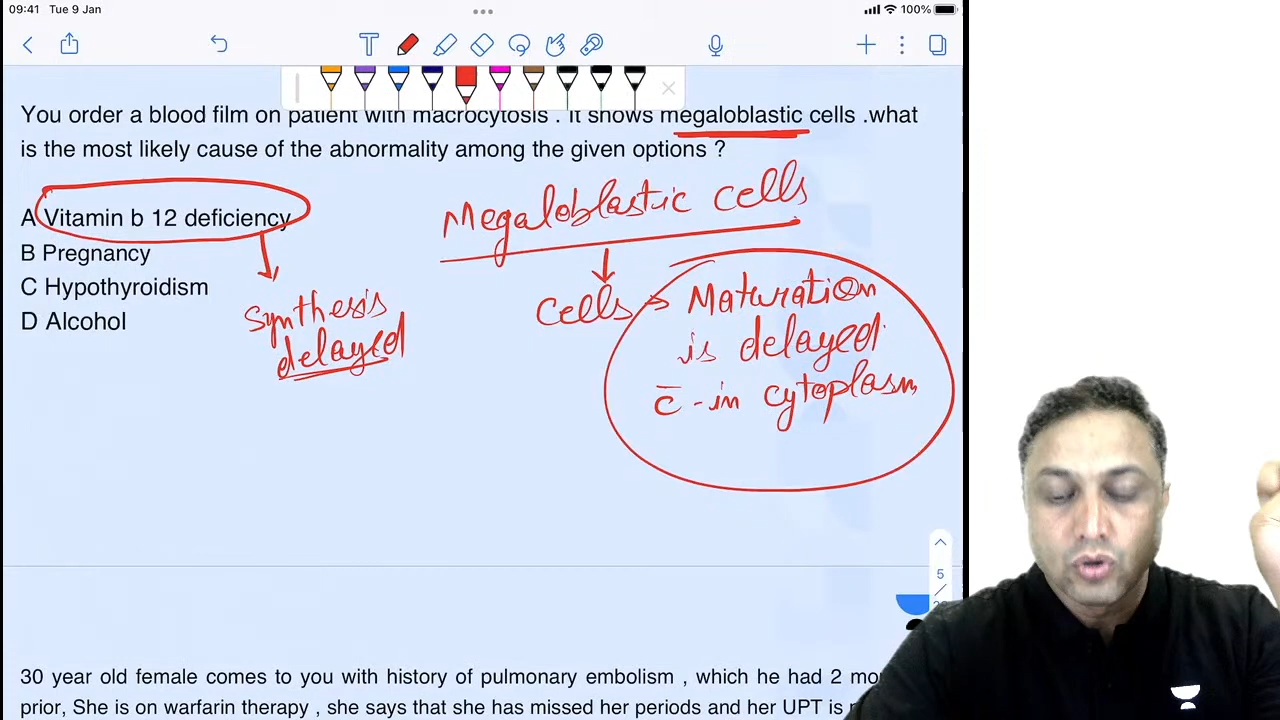 09:41 Tue 9 Jan
100%
You order a blood film on patient with macrocytosis . It shows megaloblastic cells .what
is the most likely cause of the abnormality among the given options ?
A Vitamin b 12 deficiency
B Pregnancy
C Hypothyroidism
D Alcohol
Megaloblastic cells
Synthesis
delayed
Cells
Maturation
is delayed
c̄ - in cytoplasm
5
/
30 year old female comes to you with history of pulmonary embolism , which he had 2
prior, She is on warfarin therapy , she says that she has missed her periods and her UPT is